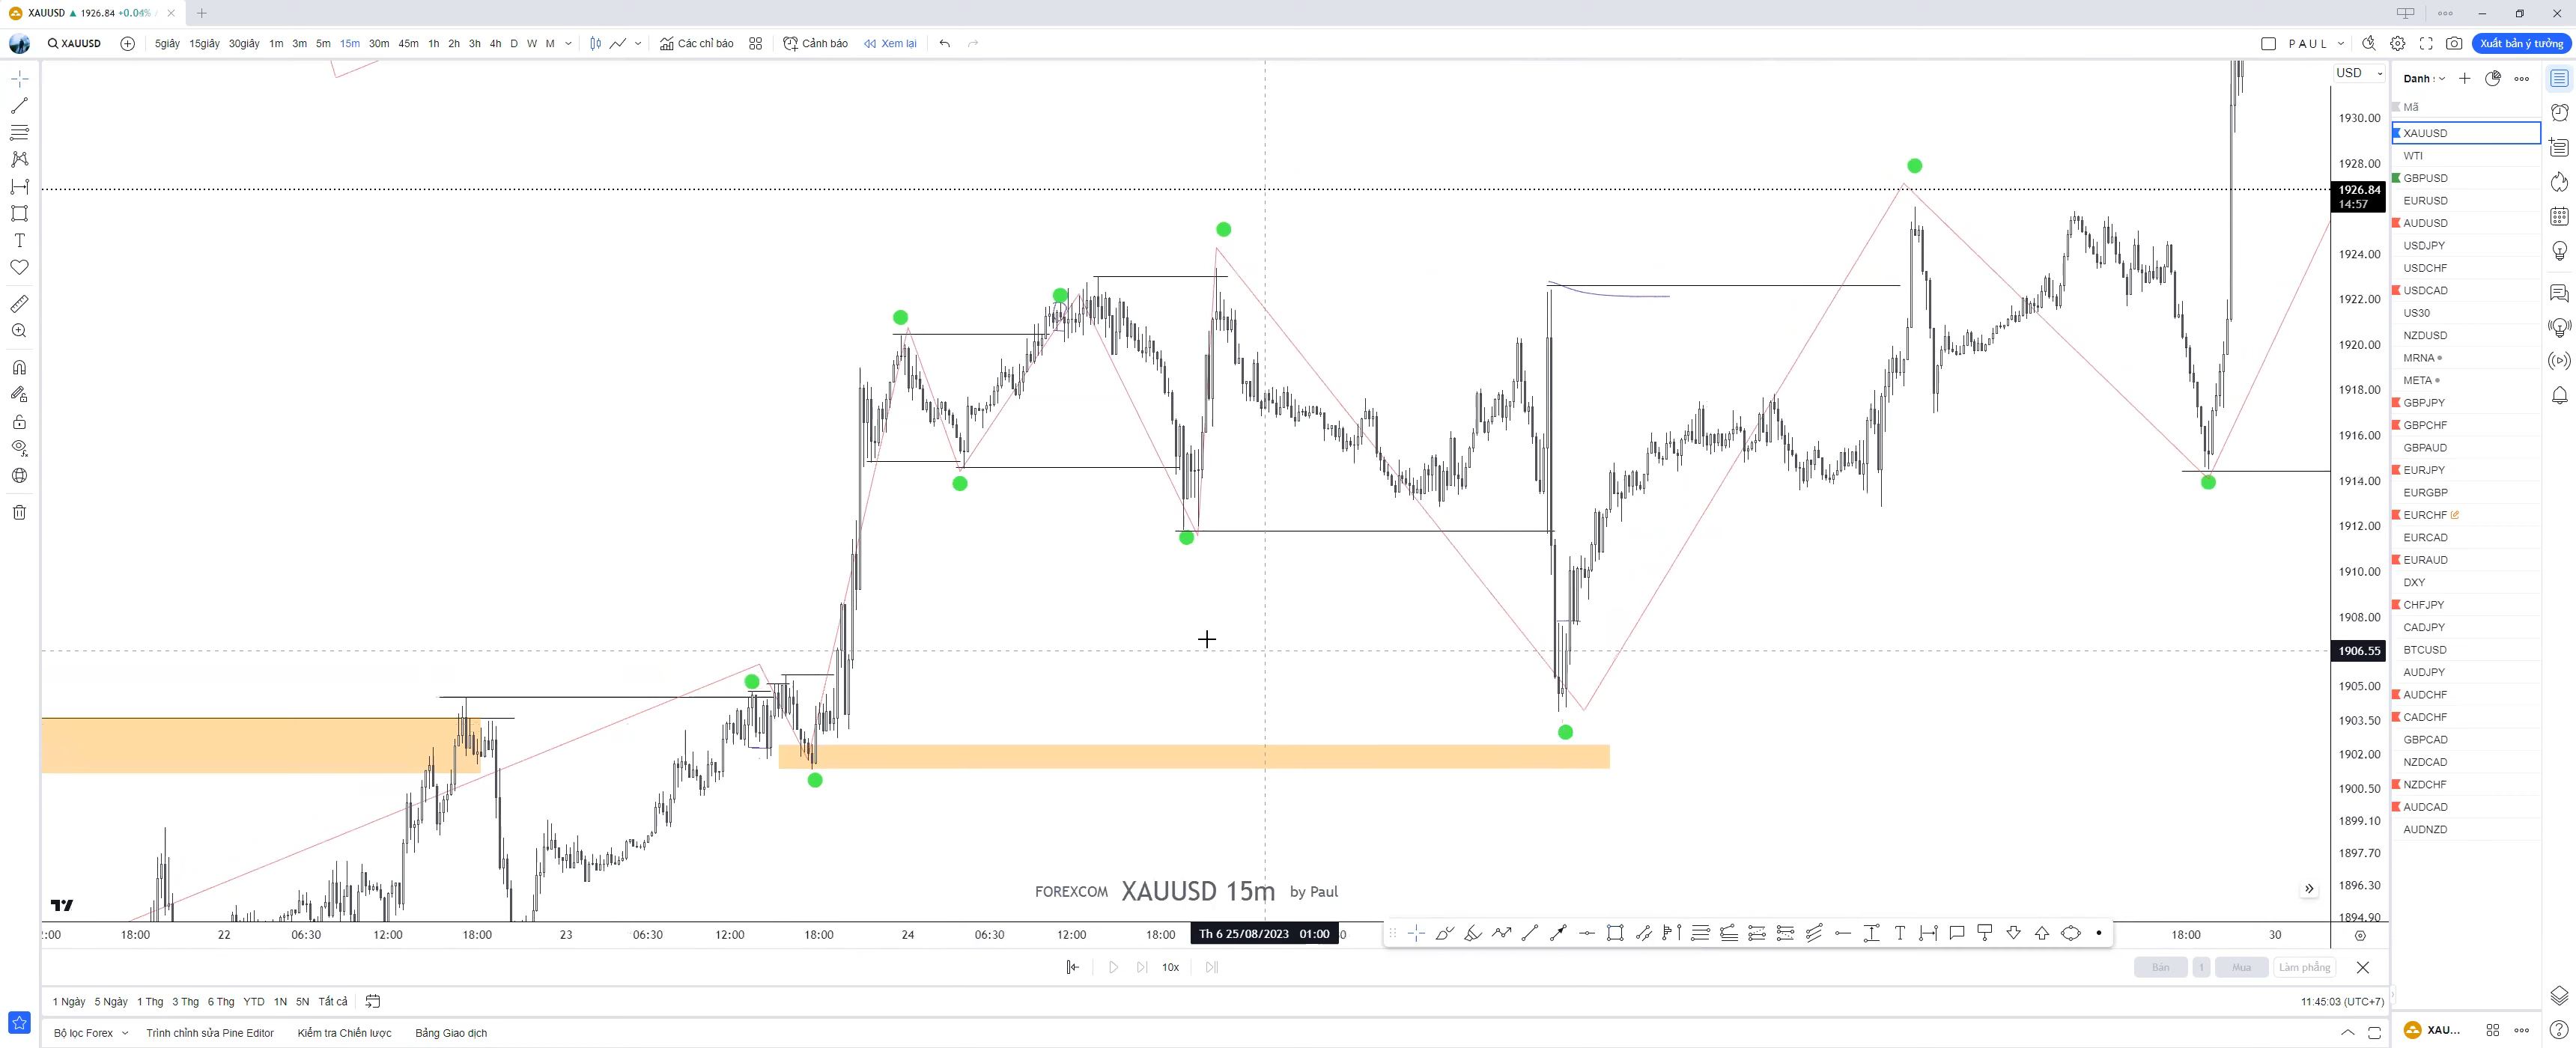 XAUUSD ▲ 1926.84 +0.04%
XAUUSD 5giây 15giây 30giây 1m 3m 5m 15m 30m 45m 1h 2h 3h 4h D W M Các chỉ báo Cảnh báo Xem lại PAUL Xuất bản ý tưởng
USD
1930.00
1928.00
1926.84
14:57
1924.00
1922.00
1920.00
1918.00
1916.00
1914.00
1912.00
1910.00
1908.00
1906.55
1905.00
1903.50
1902.00
1900.50
1899.10
1897.70
1896.30
1894.90
Danh
Mã
XAUUSD
WTI
GBPUSD
EURUSD
AUDUSD
USDJPY
USDCHF
USDCAD
US30
NZDUSD
MRNA
META
GBPJPY
GBPCHF
GBPAUD
EURJPY
EURGBP
EURCHF
EURCAD
EURAUD
DXY
CHFJPY
CADJPY
BTCUSD
AUDJPY
AUDCHF
CADCHF
GBPCAD
NZDCAD
NZDCHF
AUDCAD
AUDNZD
FOREXCOM XAUUSD 15m by Paul
:00 18:00 22 06:30 12:00 18:00 23 06:30 12:00 18:00 24 06:30 12:00 18:00 Th 6 25/08/2023 01:00 0 18:00 30
10x Bán 1 Mua Làm phẳng
1 Ngày 5 Ngày 1 Thg 3 Thg 6 Thg YTD 1N 5N Tất cả 11:45:03 (UTC+7)
Bộ lọc Forex Trình chỉnh sửa Pine Editor Kiểm tra Chiến lược Bảng Giao dịch XAU...